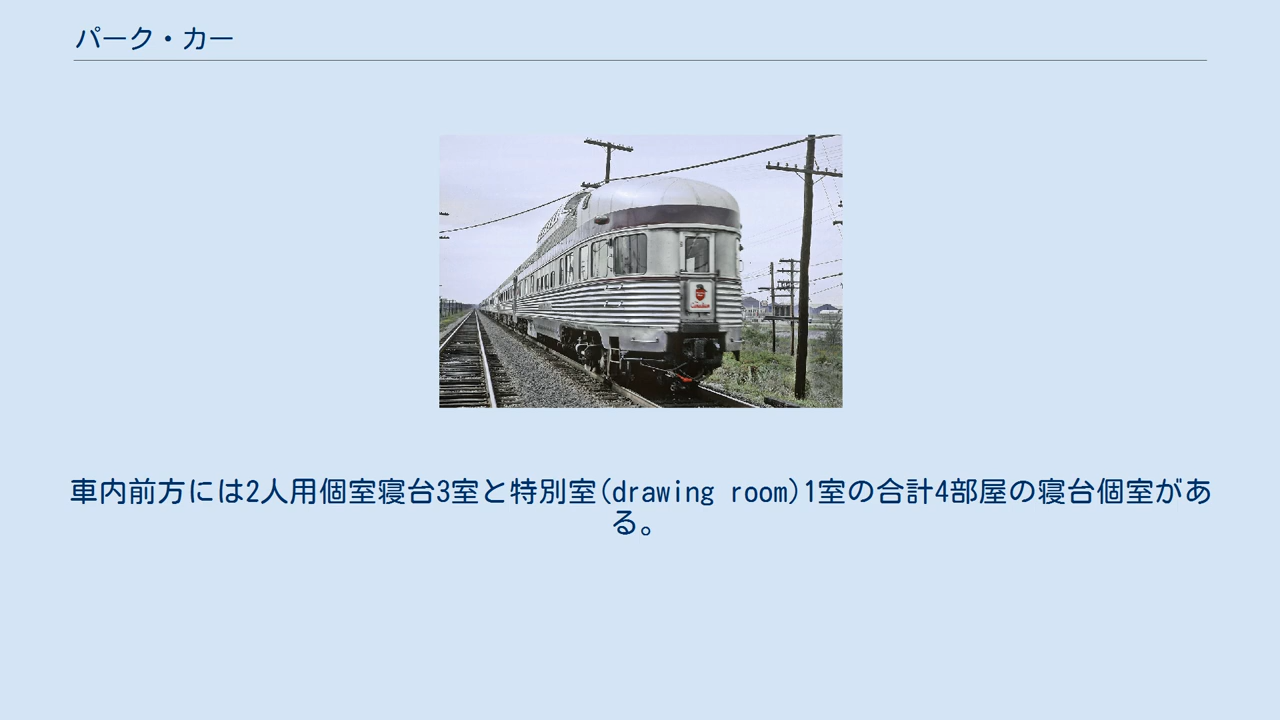 パーク・カー
車内前方には2人用個室寝台3室と特別室(drawing room)1室の合計4部屋の寝台個室があ
る。